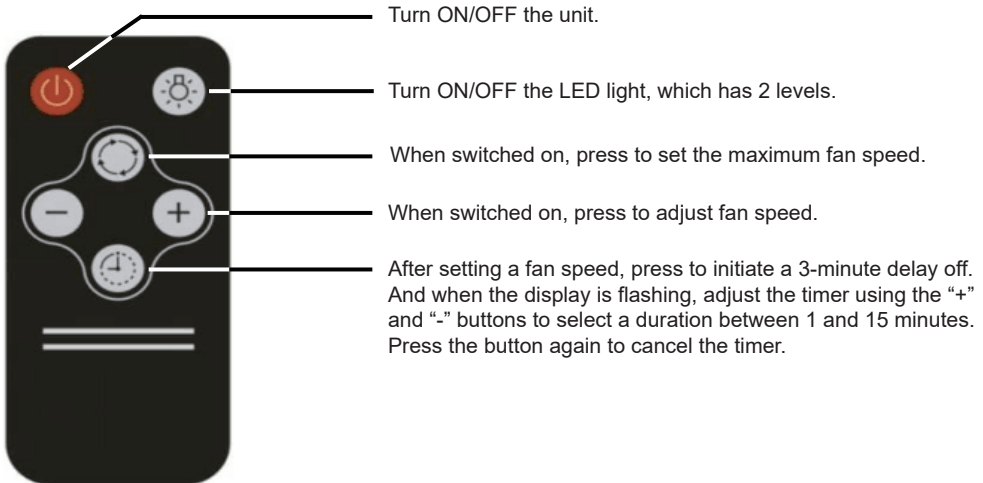 Turn ON/OFF the unit.
Turn ON/OFF the LED light, which has 2 levels.
When switched on, press to set the maximum fan speed.
When switched on, press to adjust fan speed.
After setting a fan speed, press to initiate a 3-minute delay off.
And when the display is flashing, adjust the timer using the “+”
and “-” buttons to select a duration between 1 and 15 minutes.
Press the button again to cancel the timer.